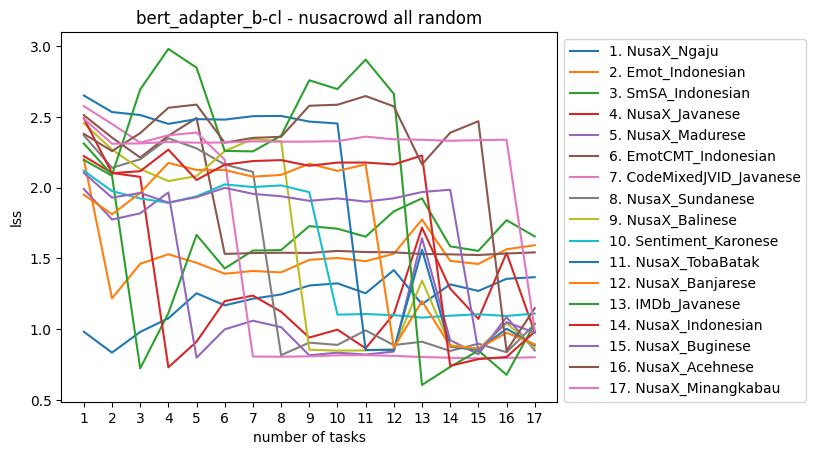 bert_adapter_b-cl - nusacrowd all random
3.0
2.5
2.0
1.5
1.0
0.5
lss
1 2 3 4 5 6 7 8 9 10 11 12 13 14 15 16 17
number of tasks
1. NusaX_Ngaju
2. Emot_Indonesian
3. SmSA_Indonesian
4. NusaX_Javanese
5. NusaX_Madurese
6. EmotCMT_Indonesian
7. CodeMixedJVID_Javanese
8. NusaX_Sundanese
9. NusaX_Balinese
10. Sentiment_Karonese
11. NusaX_TobaBatak
12. NusaX_Banjarese
13. IMDb_Javanese
14. NusaX_Indonesian
15. NusaX_Buginese
16. NusaX_Acehnese
17. NusaX_Minangkabau